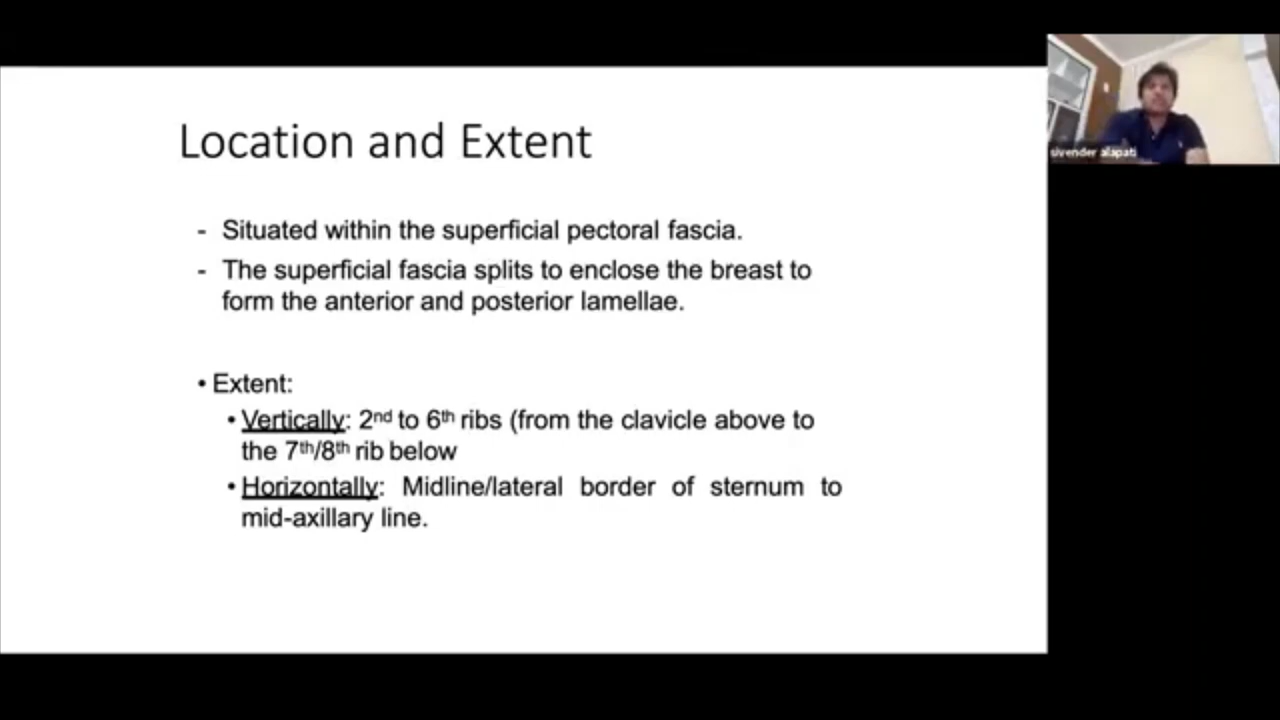 Location and Extent
- Situated within the superficial pectoral fascia.
- The superficial fascia splits to enclose the breast to
form the anterior and posterior lamellae.
• Extent:
• Vertically: 2nd to 6th ribs (from the clavicle above to
the 7th/8th rib below
• Horizontally: Midline/lateral border of sternum to
mid-axillary line.
sivender alapati